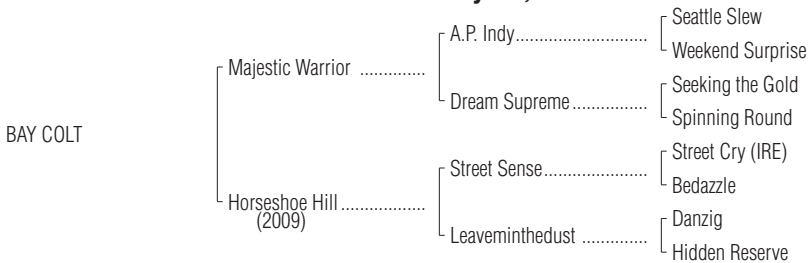 Seattle Slew
A.P. Indy
Weekend Surprise
Majestic Warrior
Seeking the Gold
Dream Supreme
Spinning Round
BAY COLT
Street Cry (IRE)
Street Sense
Bedazzle
Horseshoe Hill
(2009)
Danzig
Leaveminthedust
Hidden Reserve